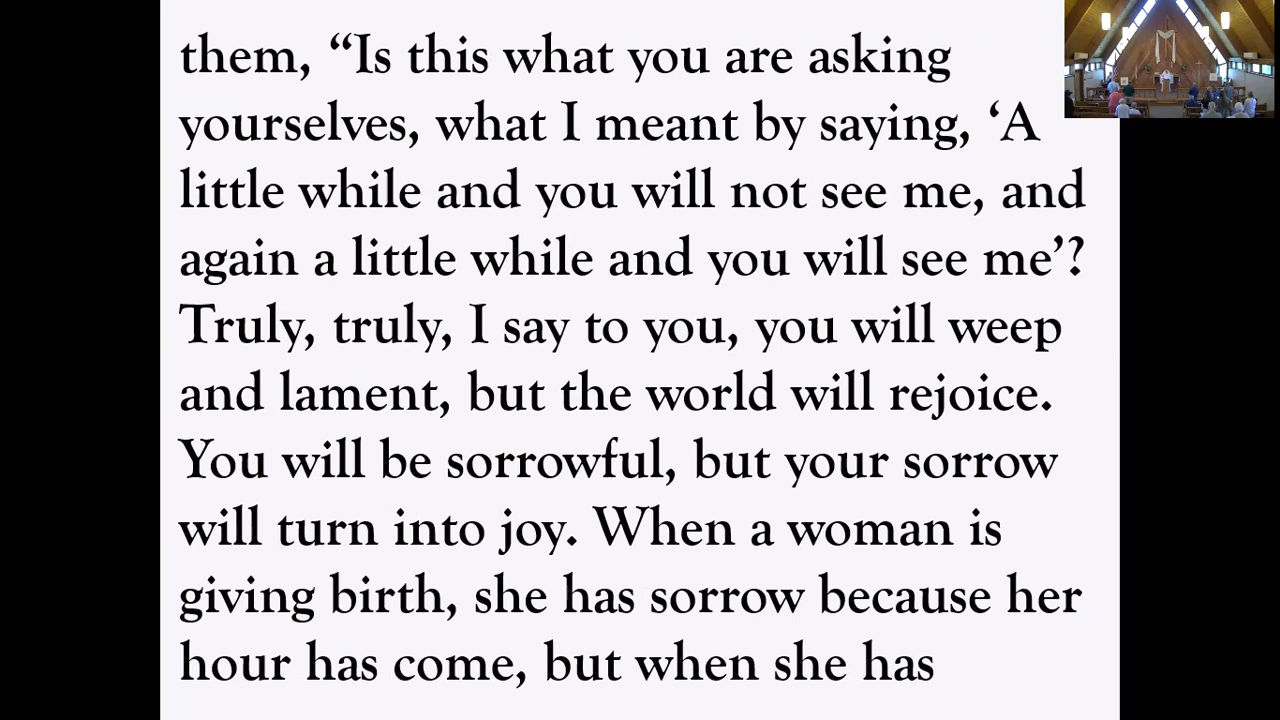 them, “Is this what you are asking
yourselves, what I meant by saying, ‘A
little while and you will not see me, and
again a little while and you will see me’?
Truly, truly, I say to you, you will weep
and lament, but the world will rejoice.
You will be sorrowful, but your sorrow
will turn into joy. When a woman is
giving birth, she has sorrow because her
hour has come, but when she has